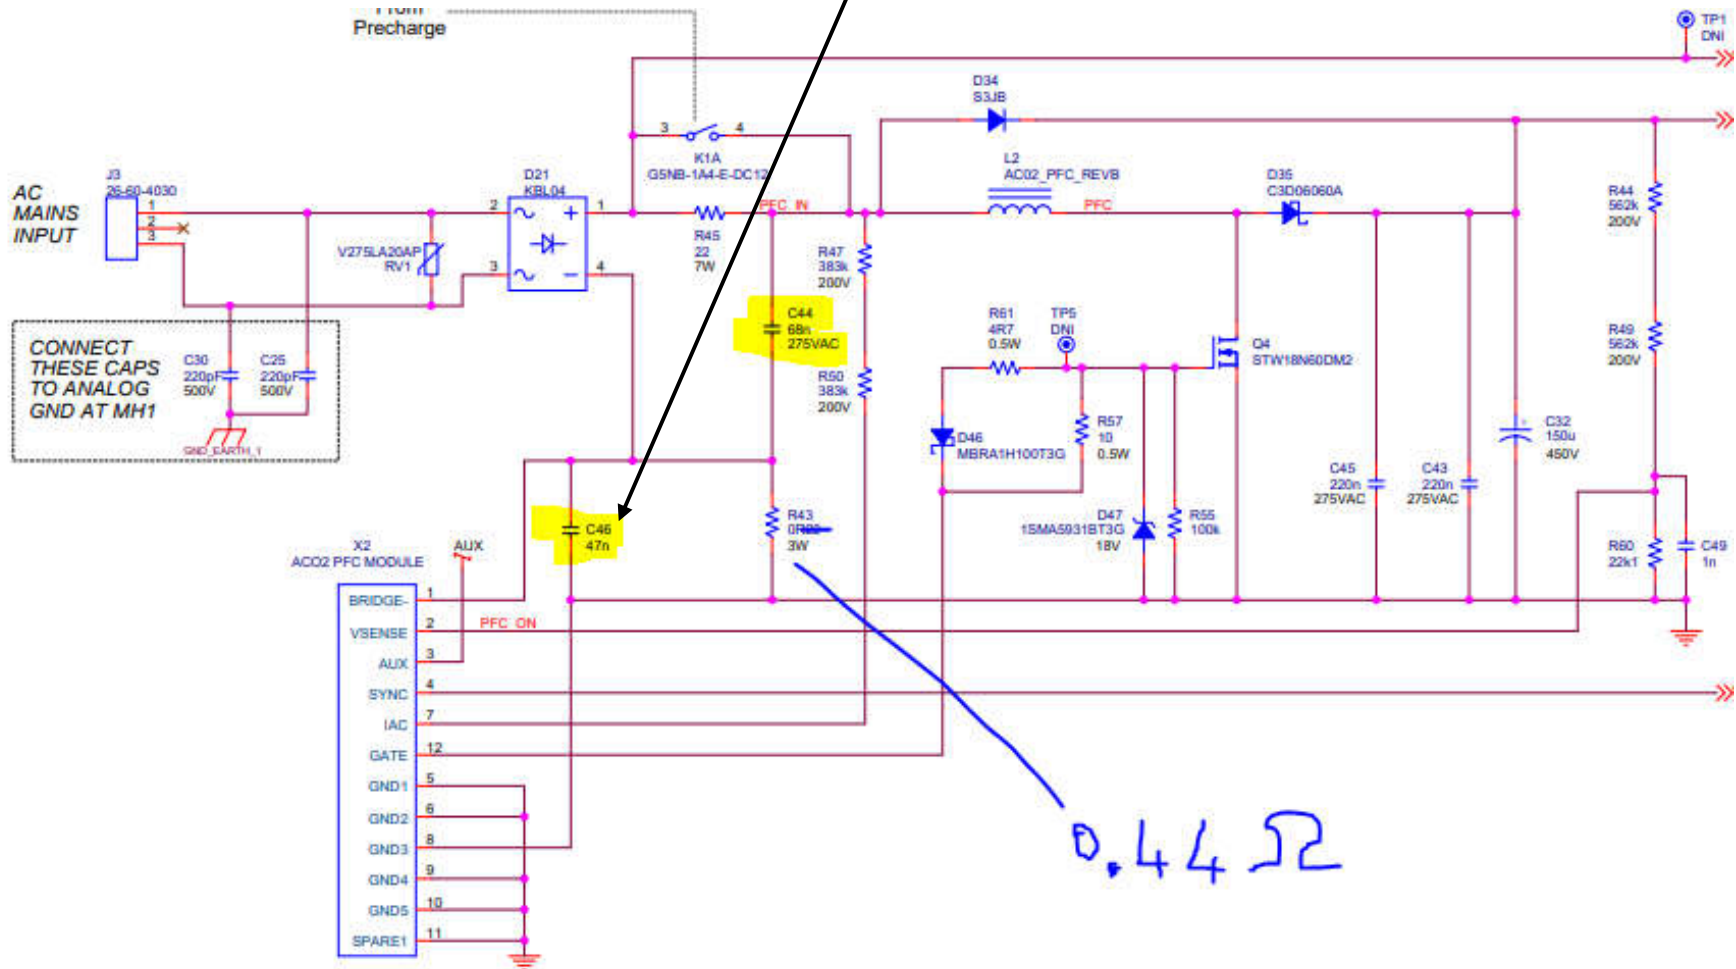 Precharge
TP1
DNI
D34
S3JB
3
4
K1A
G5NB-1A4-E-DC12
L2
AC02_PFC_REVB
D35
C3D06060A
J3
26-60-4030
AC
MAINS
INPUT
1
2
3
D21
KBL04
2
1
3
4
+
−
V275LA20AP
RV1
PFC_IN
R45
22
7W
PFC
R47
383k
200V
R44
562k
200V
C44
68n
275VAC
R50
383k
200V
R61
4R7
0.5W
TP5
DNI
Q4
STW18N60DM2
R49
562k
200V
CONNECT
THESE CAPS
TO ANALOG
GND AT MH1
C30
220pF
500V
C25
220pF
500V
GND_EARTH_1
D46
MBRA1H100T3G
R57
10
0.5W
C32
150u
450V
C45
220n
275VAC
C43
220n
275VAC
C46
47n
R43
3W
D47
1SMA5931BT3G
18V
R55
100k
R60
22k1
C49
1n
X2
AC02 PFC MODULE
AUX
BRIDGE- 1
VSENSE 2
PFC_ON
AUX 3
SYNC 4
IAC 7
GATE 12
GND1 5
GND2 6
GND3 8
GND4 9
GND5 10
SPARE1 11
0.44 Ω